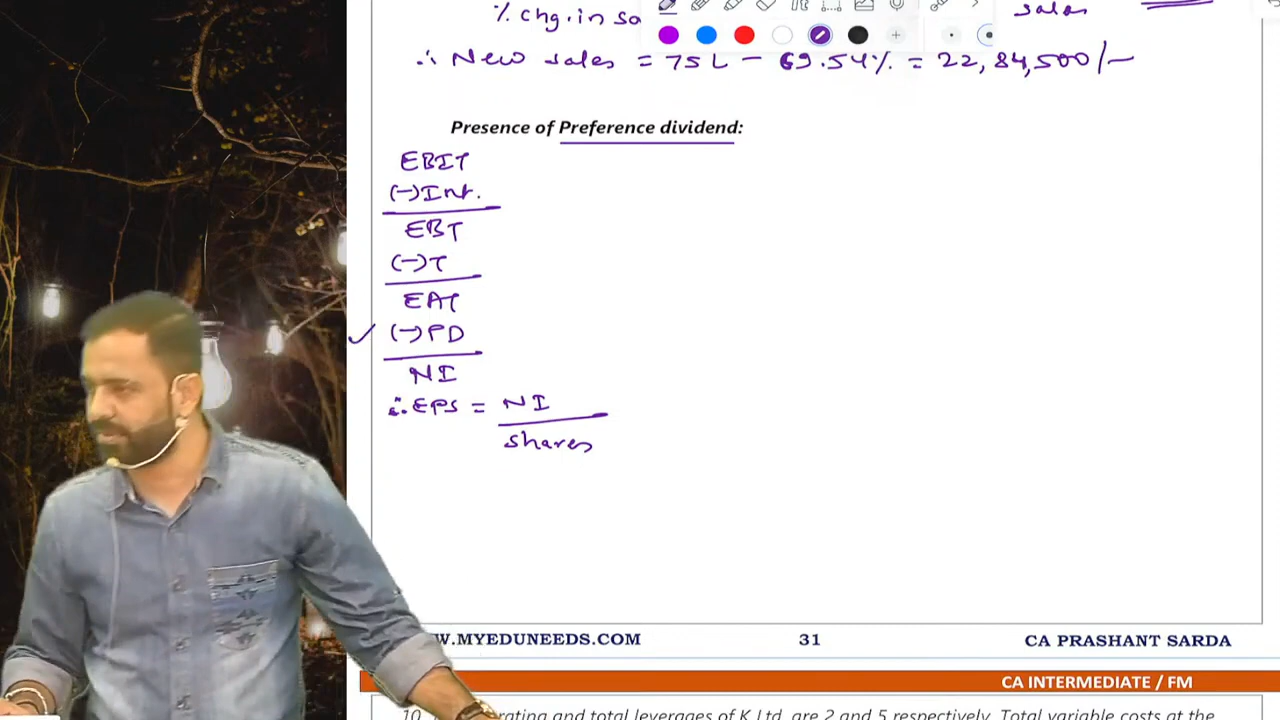 % chg. in sa
sales
∴ New sales = 75 L - 69.54% = 22,84,500/-
Presence of Preference dividend:
EBIT
(-) Int.
EBT
(-) T
EAT
(-) PD
NI
∴ EPS = NI
shares
W.MYEDUNEEDS.COM 31 CA PRASHANT SARDA
CA INTERMEDIATE / FM
10. rating and total leverages of K Ltd. are 2 and 5 respectively. Total variable costs at the